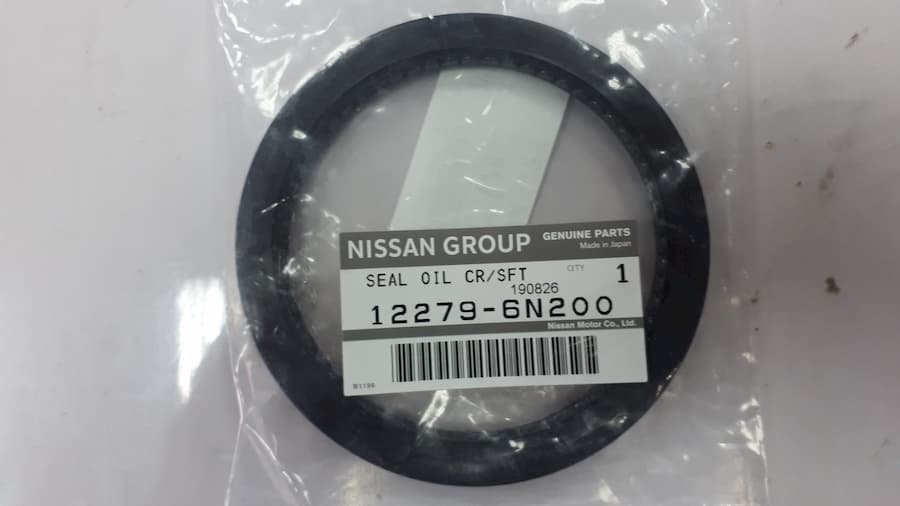 NISSAN GROUP
GENUINE PARTS
Made in Japan
SEAL OIL CR/SFT
Q'TY
1
190826
12279-6N200
Nissan Motor Co., Ltd.
B1186